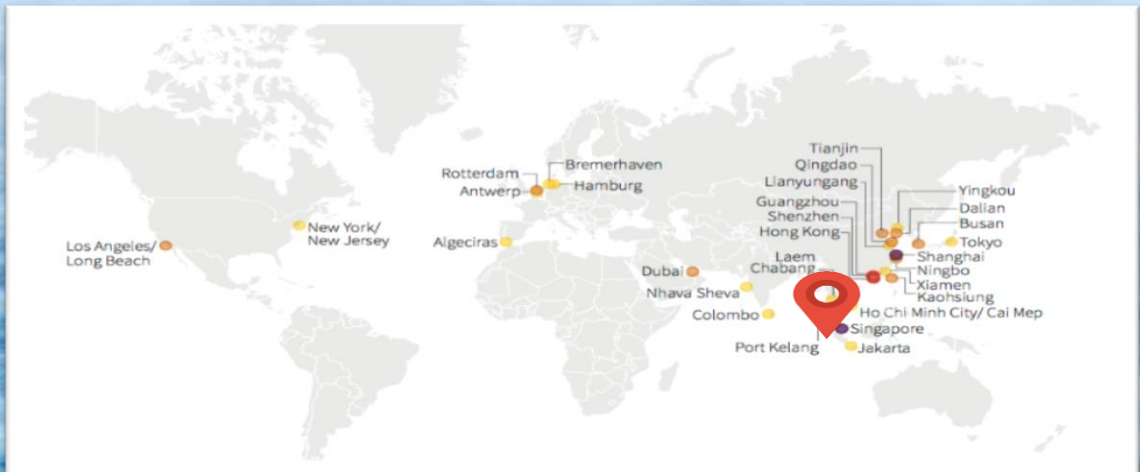 Tianjin
Qingdao
Lianyungang
Guangzhou
Shenzhen
Hong Kong
Laem
Chabang
Yingkou
Dalian
Busan
Tokyo
Shanghai
Ningbo
Xiamen
Kaohsiung
Ho Chi Minh City/ Cai Mep
Singapore
Jakarta
Port Kelang
Bremerhaven
Rotterdam
Hamburg
Antwerp
New York/
New Jersey
Algeciras
Los Angeles/
Long Beach
Dubai
Nhava Sheva
Colombo